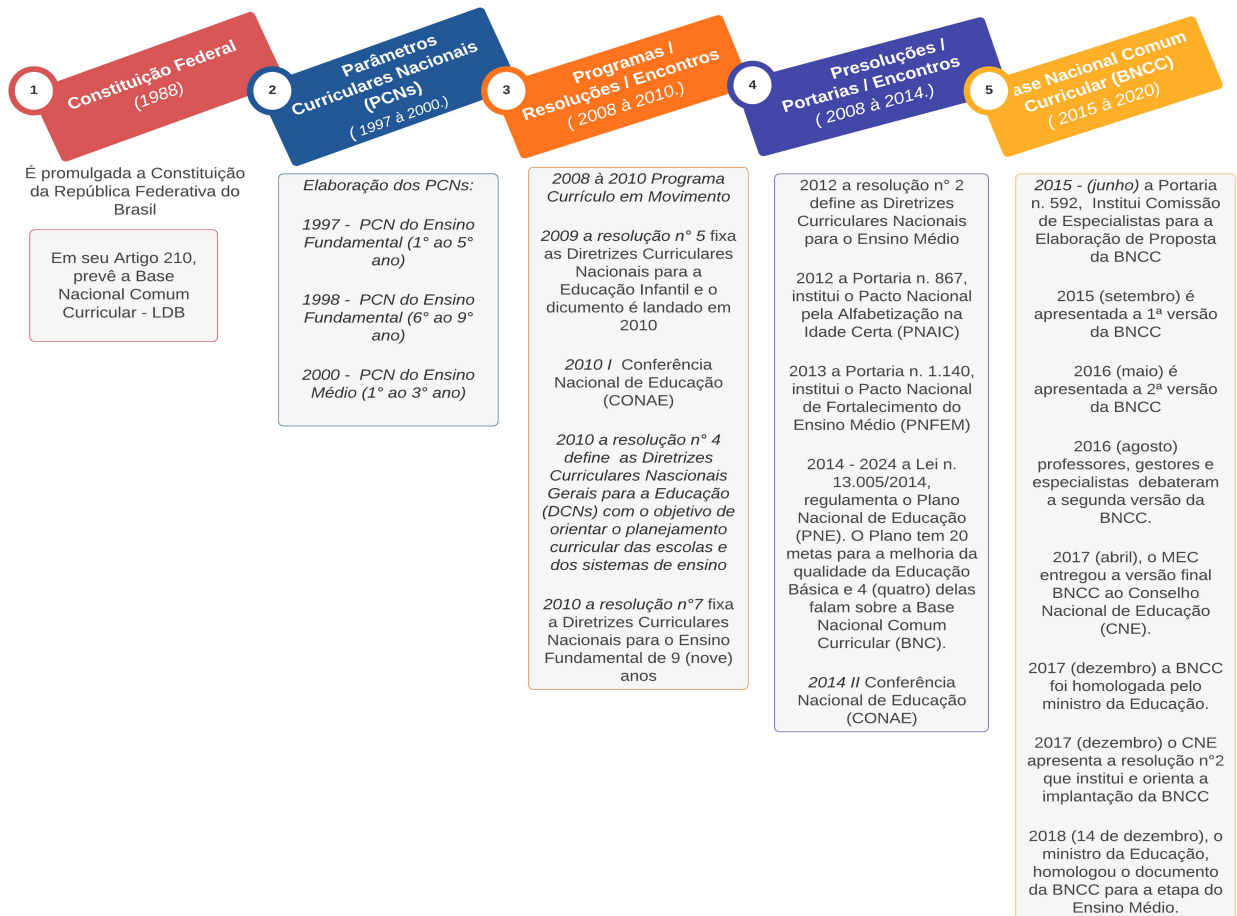 1
Constituição Federal
(1988)
É promulgada a Constituição
da República Federativa do
Brasil
Em seu Artigo 210,
prevê a Base
Nacional Comum
Curricular - LDB
2
Parâmetros
Curriculares Nacionais
(PCNs)
( 1997 à 2000.)
Elaboração dos PCNs:
1997 - PCN do Ensino
Fundamental (1° ao 5°
ano)
1998 - PCN do Ensino
Fundamental (6° ao 9°
ano)
2000 - PCN do Ensino
Médio (1° ao 3° ano)
3
Programas /
Resoluções / Encontros
( 2008 à 2010.)
2008 à 2010 Programa
Currículo em Movimento
2009 a resolução n° 5 fixa
as Diretrizes Curriculares
Nacionais para a
Educação Infantil e o
dicumento é landado em
2010
2010 I Conferência
Nacional de Educação
(CONAE)
2010 a resolução n° 4
define as Diretrizes
Curriculares Nascionais
Gerais para a Educação
(DCNs) com o objetivo de
orientar o planejamento
curricular das escolas e
dos sistemas de ensino
2010 a resolução n°7 fixa
a Diretrizes Curriculares
Nacionais para o Ensino
Fundamental de 9 (nove)
anos
4
Presoluções /
Portarias / Encontros
( 2008 à 2014.)
2012 a resolução n° 2
define as Diretrizes
Curriculares Nacionais
para o Ensino Médio
2012 a Portaria n. 867,
institui o Pacto Nacional
pela Alfabetização na
Idade Certa (PNAIC)
2013 a Portaria n. 1.140,
institui o Pacto Nacional
de Fortalecimento do
Ensino Médio (PNFEM)
2014 - 2024 a Lei n.
13.005/2014,
regulamenta o Plano
Nacional de Educação
(PNE). O Plano tem 20
metas para a melhoria da
qualidade da Educação
Básica e 4 (quatro) delas
falam sobre a Base
Nacional Comum
Curricular (BNC).
2014 II Conferência
Nacional de Educação
(CONAE)
5
ase Nacional Comum
Curricular (BNCC)
( 2015 à 2020)
2015 - (junho) a Portaria
n. 592, Institui Comissão
de Especialistas para a
Elaboração de Proposta
da BNCC
2015 (setembro) é
apresentada a 1ª versão
da BNCC
2016 (maio) é
apresentada a 2ª versão
da BNCC
2016 (agosto)
professores, gestores e
especialistas debateram
a segunda versão da
BNCC.
2017 (abril), o MEC
entregou a versão final
BNCC ao Conselho
Nacional de Educação
(CNE).
2017 (dezembro) a BNCC
foi homologada pelo
ministro da Educação.
2017 (dezembro) o CNE
apresenta a resolução n°2
que institui e orienta a
implantação da BNCC
2018 (14 de dezembro), o
ministro da Educação,
homologou o documento
da BNCC para a etapa do
Ensino Médio.